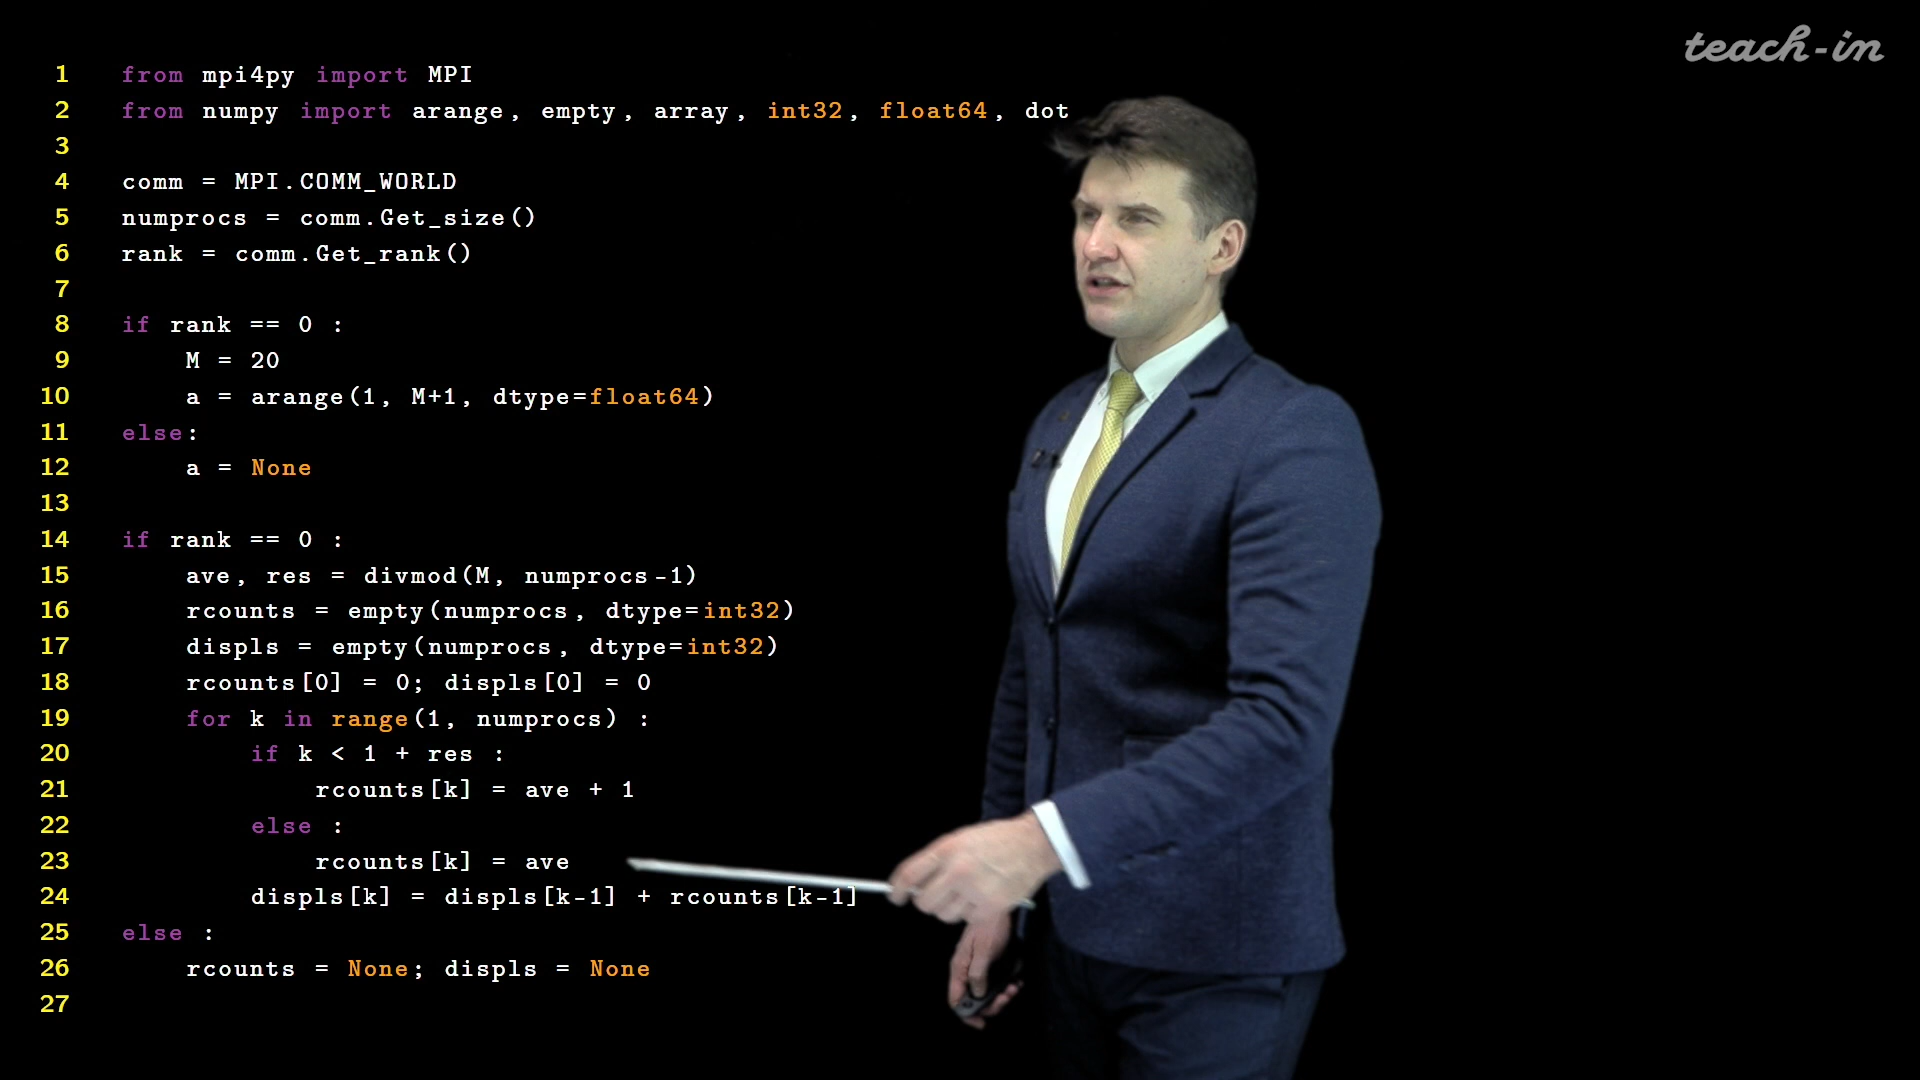 teach-in
1 from mpi4py import MPI
2 from numpy import arange, empty, array, int32, float64, dot
3
4 comm = MPI.COMM_WORLD
5 numprocs = comm.Get_size()
6 rank = comm.Get_rank()
7
8 if rank == 0 :
9     M = 20
10     a = arange(1, M+1, dtype=float64)
11 else:
12     a = None
13
14 if rank == 0 :
15     ave, res = divmod(M, numprocs-1)
16     rcounts = empty(numprocs, dtype=int32)
17     displs = empty(numprocs, dtype=int32)
18     rcounts[0] = 0; displs[0] = 0
19     for k in range(1, numprocs) :
20         if k < 1 + res :
21             rcounts[k] = ave + 1
22         else :
23             rcounts[k] = ave
24         displs[k] = displs[k-1] + rcounts[k-1]
25 else :
26     rcounts = None; displs = None
27